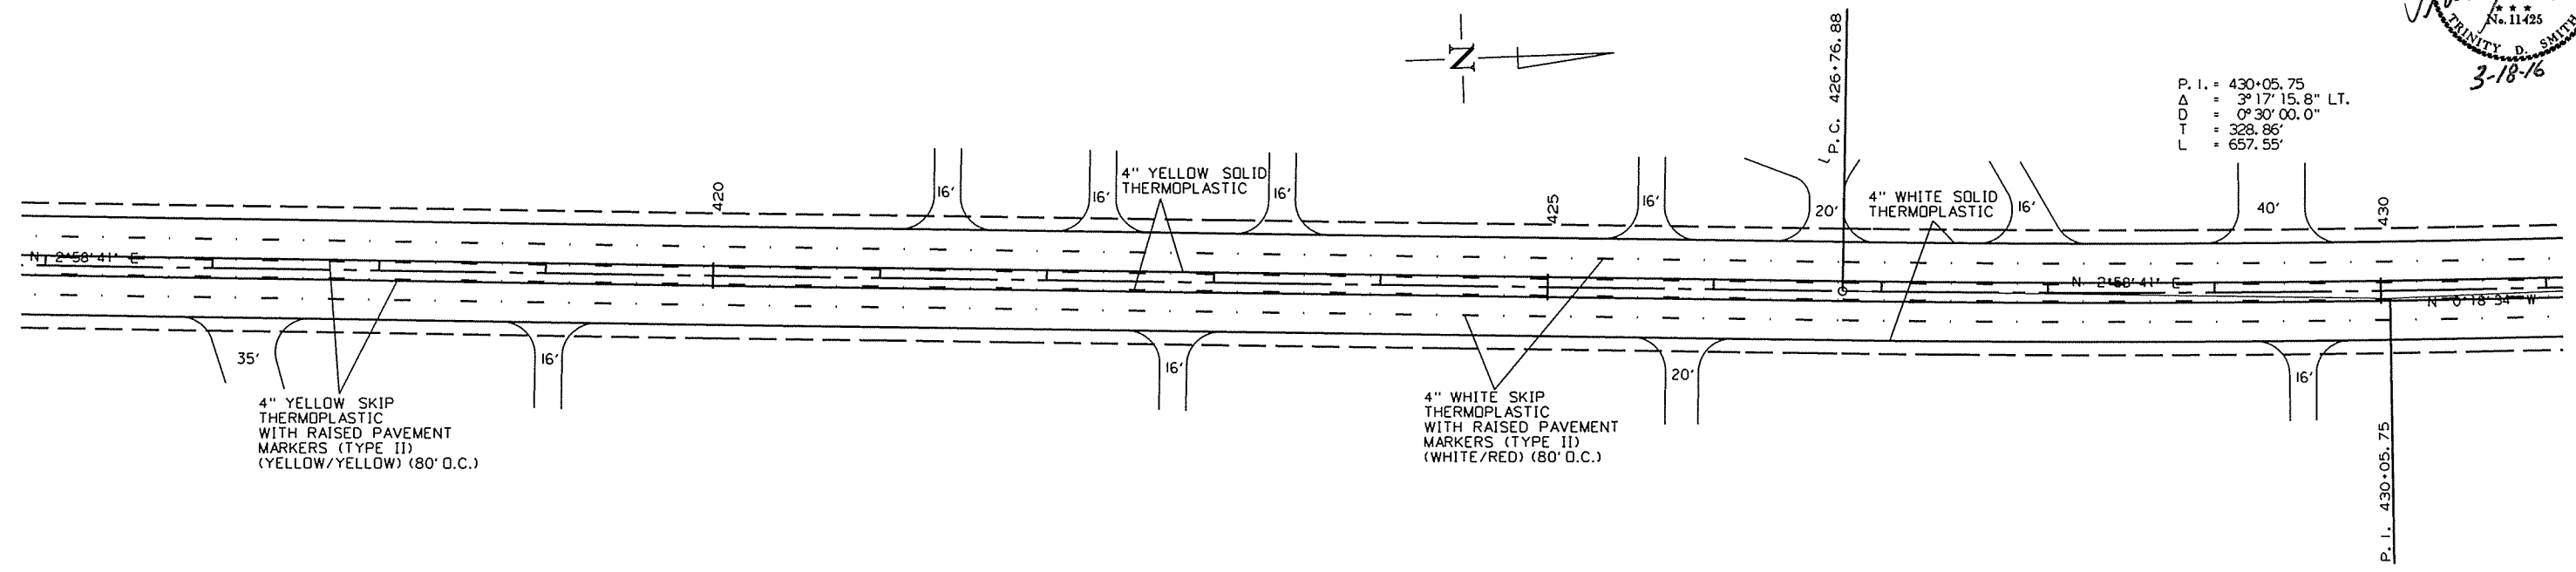 No. 11425
TRINITY D. SMITH
3-18-16
N
P.C. 426+76.88
P.I. = 430+05.75
Δ = 3°17'15.8" LT.
D = 0°30'00.0"
T = 328.86'
L = 657.55'
420
425
430
16'
16'
16'
16'
20'
16'
40'
4" YELLOW SOLID
THERMOPLASTIC
4" WHITE SOLID
THERMOPLASTIC
N 2°58'41" E
N 2°58'41" E
N 0°18'34" W
35'
16'
16'
20'
16'
4" YELLOW SKIP
THERMOPLASTIC
WITH RAISED PAVEMENT
MARKERS (TYPE II)
(YELLOW/YELLOW) (80' O.C.)
4" WHITE SKIP
THERMOPLASTIC
WITH RAISED PAVEMENT
MARKERS (TYPE II)
(WHITE/RED) (80' O.C.)
P.I. 430+05.75